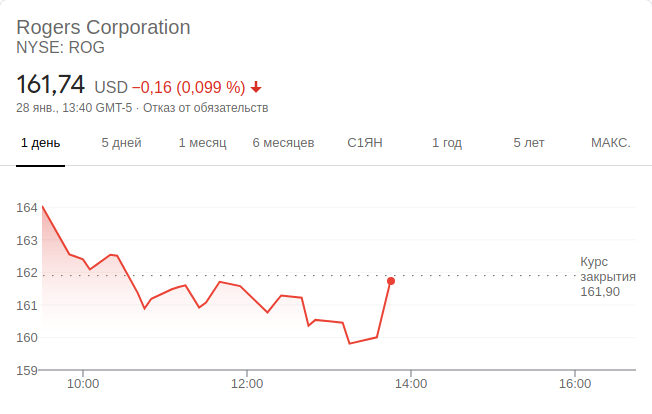 Rogers Corporation
NYSE: ROG
161,74 USD −0,16 (0,099 %)
28 янв., 13:40 GMT-5 · Отказ от обязательств
1 день 5 дней 1 месяц 6 месяцев С1ЯН 1 год 5 лет МАКС.
164
163
162
161
160
159
Курс
закрытия
161,90
10:00 12:00 14:00 16:00